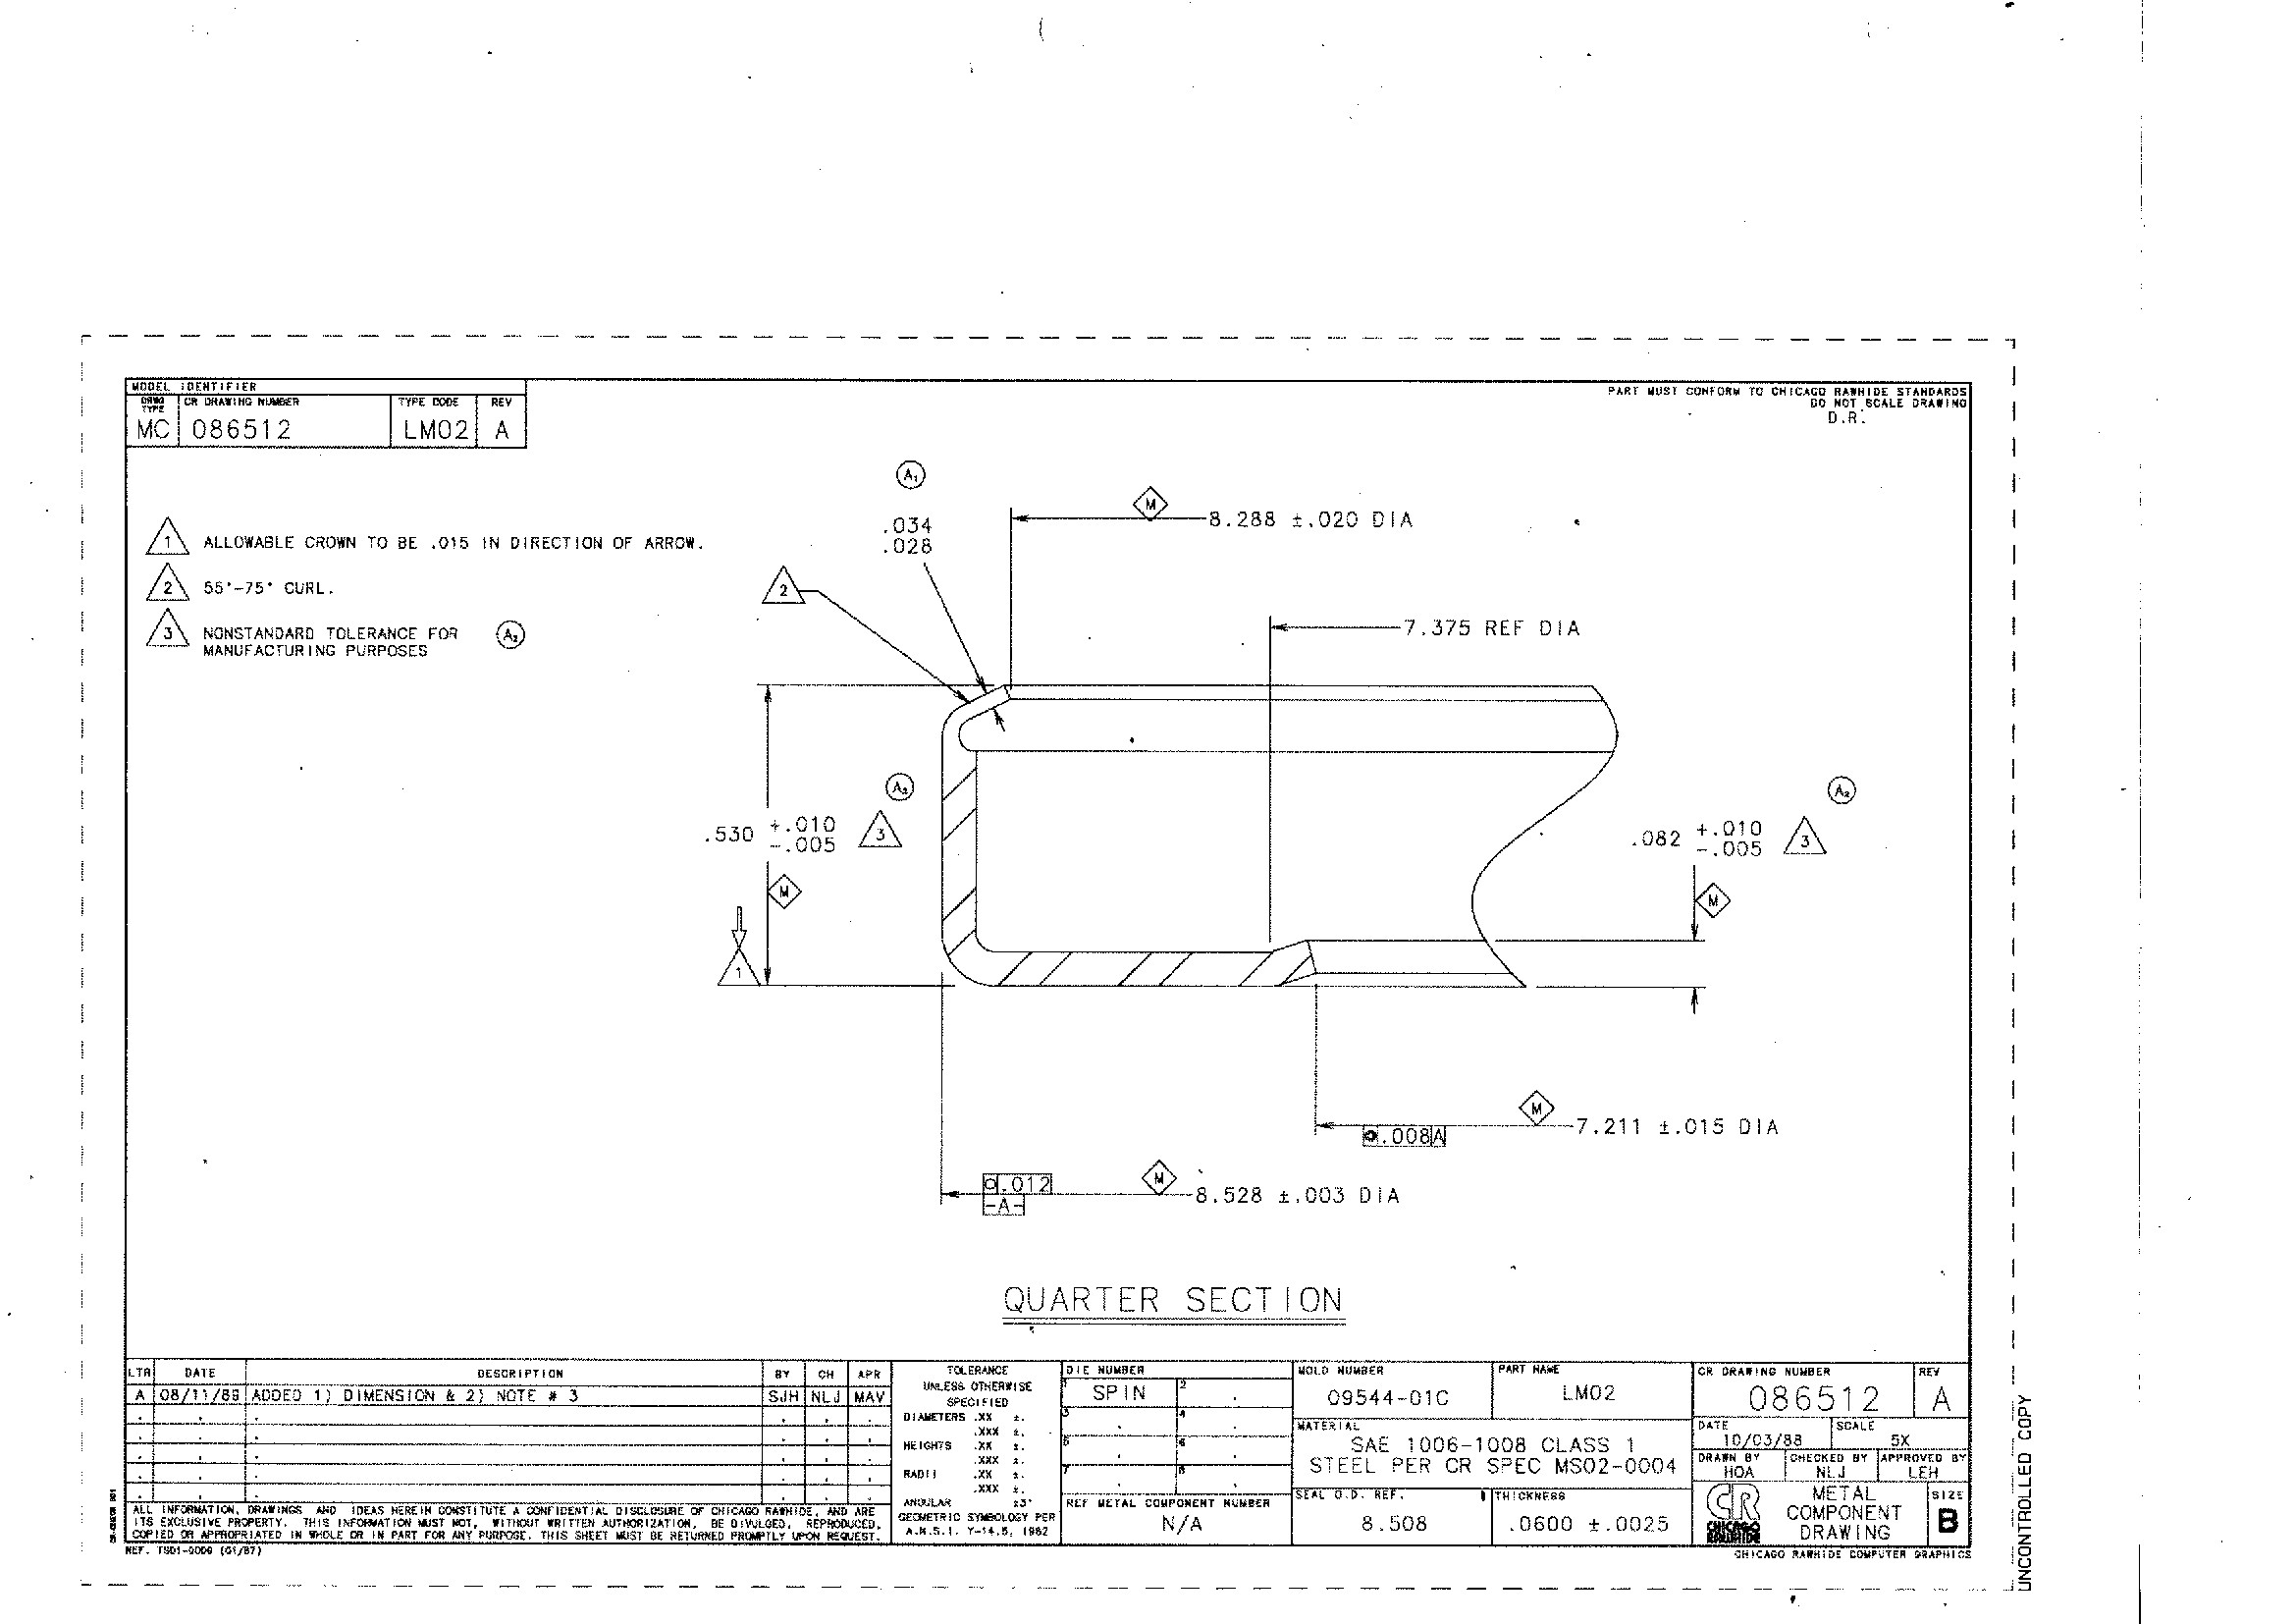 MODEL IDENTIFIER
DRWG TYPE
CR DRAWING NUMBER
TYPE CODE
REV
MC 086512 LM02 A
PART MUST CONFORM TO CHICAGO RAWHIDE STANDARDS
DO NOT SCALE DRAWING
D.R.
1 ALLOWABLE CROWN TO BE .015 IN DIRECTION OF ARROW.
2 55°-75° CURL.
3 NONSTANDARD TOLERANCE FOR A2
MANUFACTURING PURPOSES
A1
.034
.028
M
8.288 ±.020 DIA
2
7.375 REF DIA
A2
.530 +.010 -.005 3
M
1
A2
.082 +.010 -.005 3
M
M
7.211 ±.015 DIA
.008 A
.012
-A-
M
8.528 ±.003 DIA
QUARTER SECTION
LTR DATE DESCRIPTION BY CH APR
A ADDED 1) DIMENSION & 2) NOTE # 3 SJH NLJ MAV
TOLERANCE
UNLESS OTHERWISE
SPECIFIED
DIAMETERS .XX ±.
.XXX ±.
HEIGHTS .XX ±.
.XXX ±.
RADII .XX ±.
.XXX ±.
ANGULAR ±3°
GEOMETRIC SYMBOLOGY PER
A.N.S.I. Y-14.5, 1982
DIE NUMBER
1 SPIN 2
3 4
5 6
7 8
REF METAL COMPONENT NUMBER
N/A
MOLD NUMBER
09544-01C
PART NAME
LM02
MATERIAL
SAE 1006-1008 CLASS 1
STEEL PER CR SPEC MS02-0004
SEAL O.D. REF.
8.508
THICKNESS
.0600 ±.0025
CR DRAWING NUMBER
086512
REV
A
DATE
10/03/88
SCALE
5X
DRAWN BY
HOA
CHECKED BY
NLJ
APPROVED BY
LEH
CR
CHICAGO
RAWHIDE
METAL
COMPONENT
DRAWING
SIZE
B
ALL INFORMATION, DRAWINGS AND IDEAS HEREIN CONSTITUTE A CONFIDENTIAL DISCLOSURE OF CHICAGO RAWHIDE, AND ARE
ITS EXCLUSIVE PROPERTY. THIS INFORMATION MUST NOT, WITHOUT WRITTEN AUTHORIZATION, BE DIVULGED, REPRODUCED,
COPIED OR APPROPRIATED IN WHOLE OR IN PART FOR ANY PURPOSE. THIS SHEET MUST BE RETURNED PROMPTLY UPON REQUEST.
REF. (01/87)
CHICAGO RAWHIDE COMPUTER GRAPHICS
UNCONTROLLED COPY